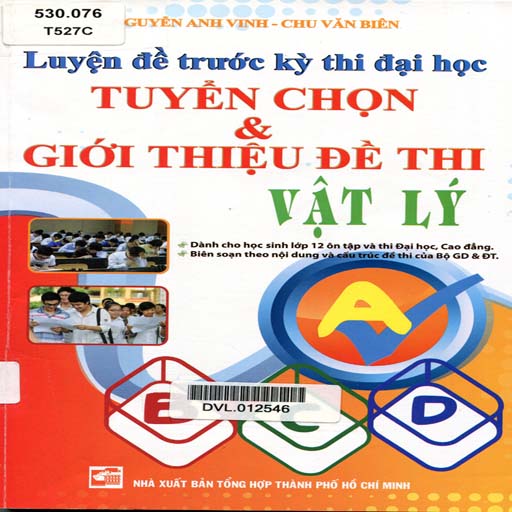 530.076
T527C
GUYỄN ANH VINH - CHU VĂN BIÊN
Luyện đề trước kỳ thi đại học
TUYỂN CHỌN
&
GIỚI THIỆU ĐỀ THI
VẬT LÝ
Dành cho học sinh lớp 12 ôn tập và thi Đại học, Cao đẳng.
Biên soạn theo nội dung và cấu trúc đề thi của Bộ GD & ĐT.
A
B C D
DVL.012546
NHÀ XUẤT BẢN TỔNG HỢP THÀNH PHỐ HỒ CHÍ MINH